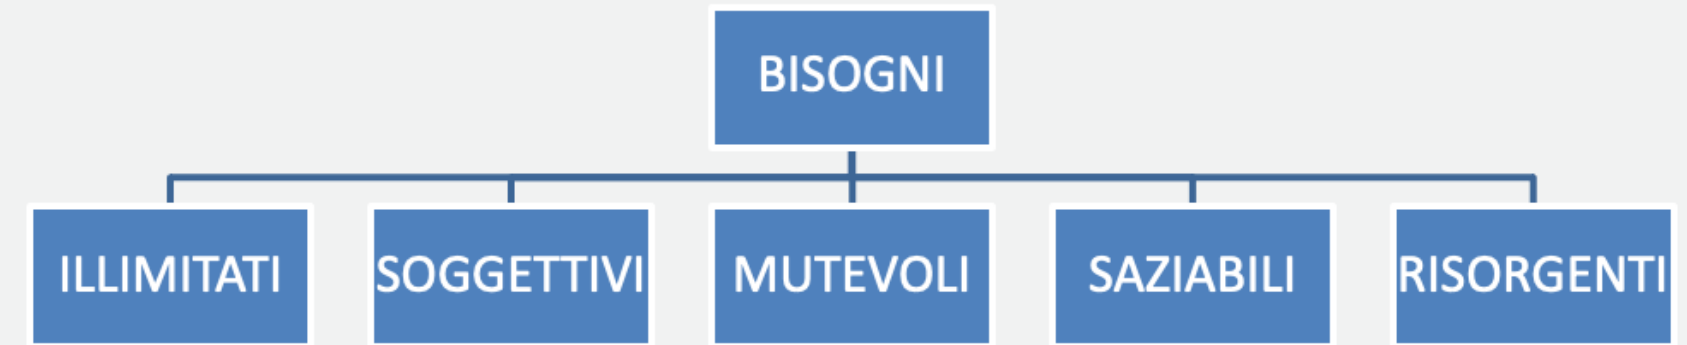 BISOGNI
ILLIMITATI
SOGGETTIVI
MUTEVOLI
SAZIABILI
RISORGENTI